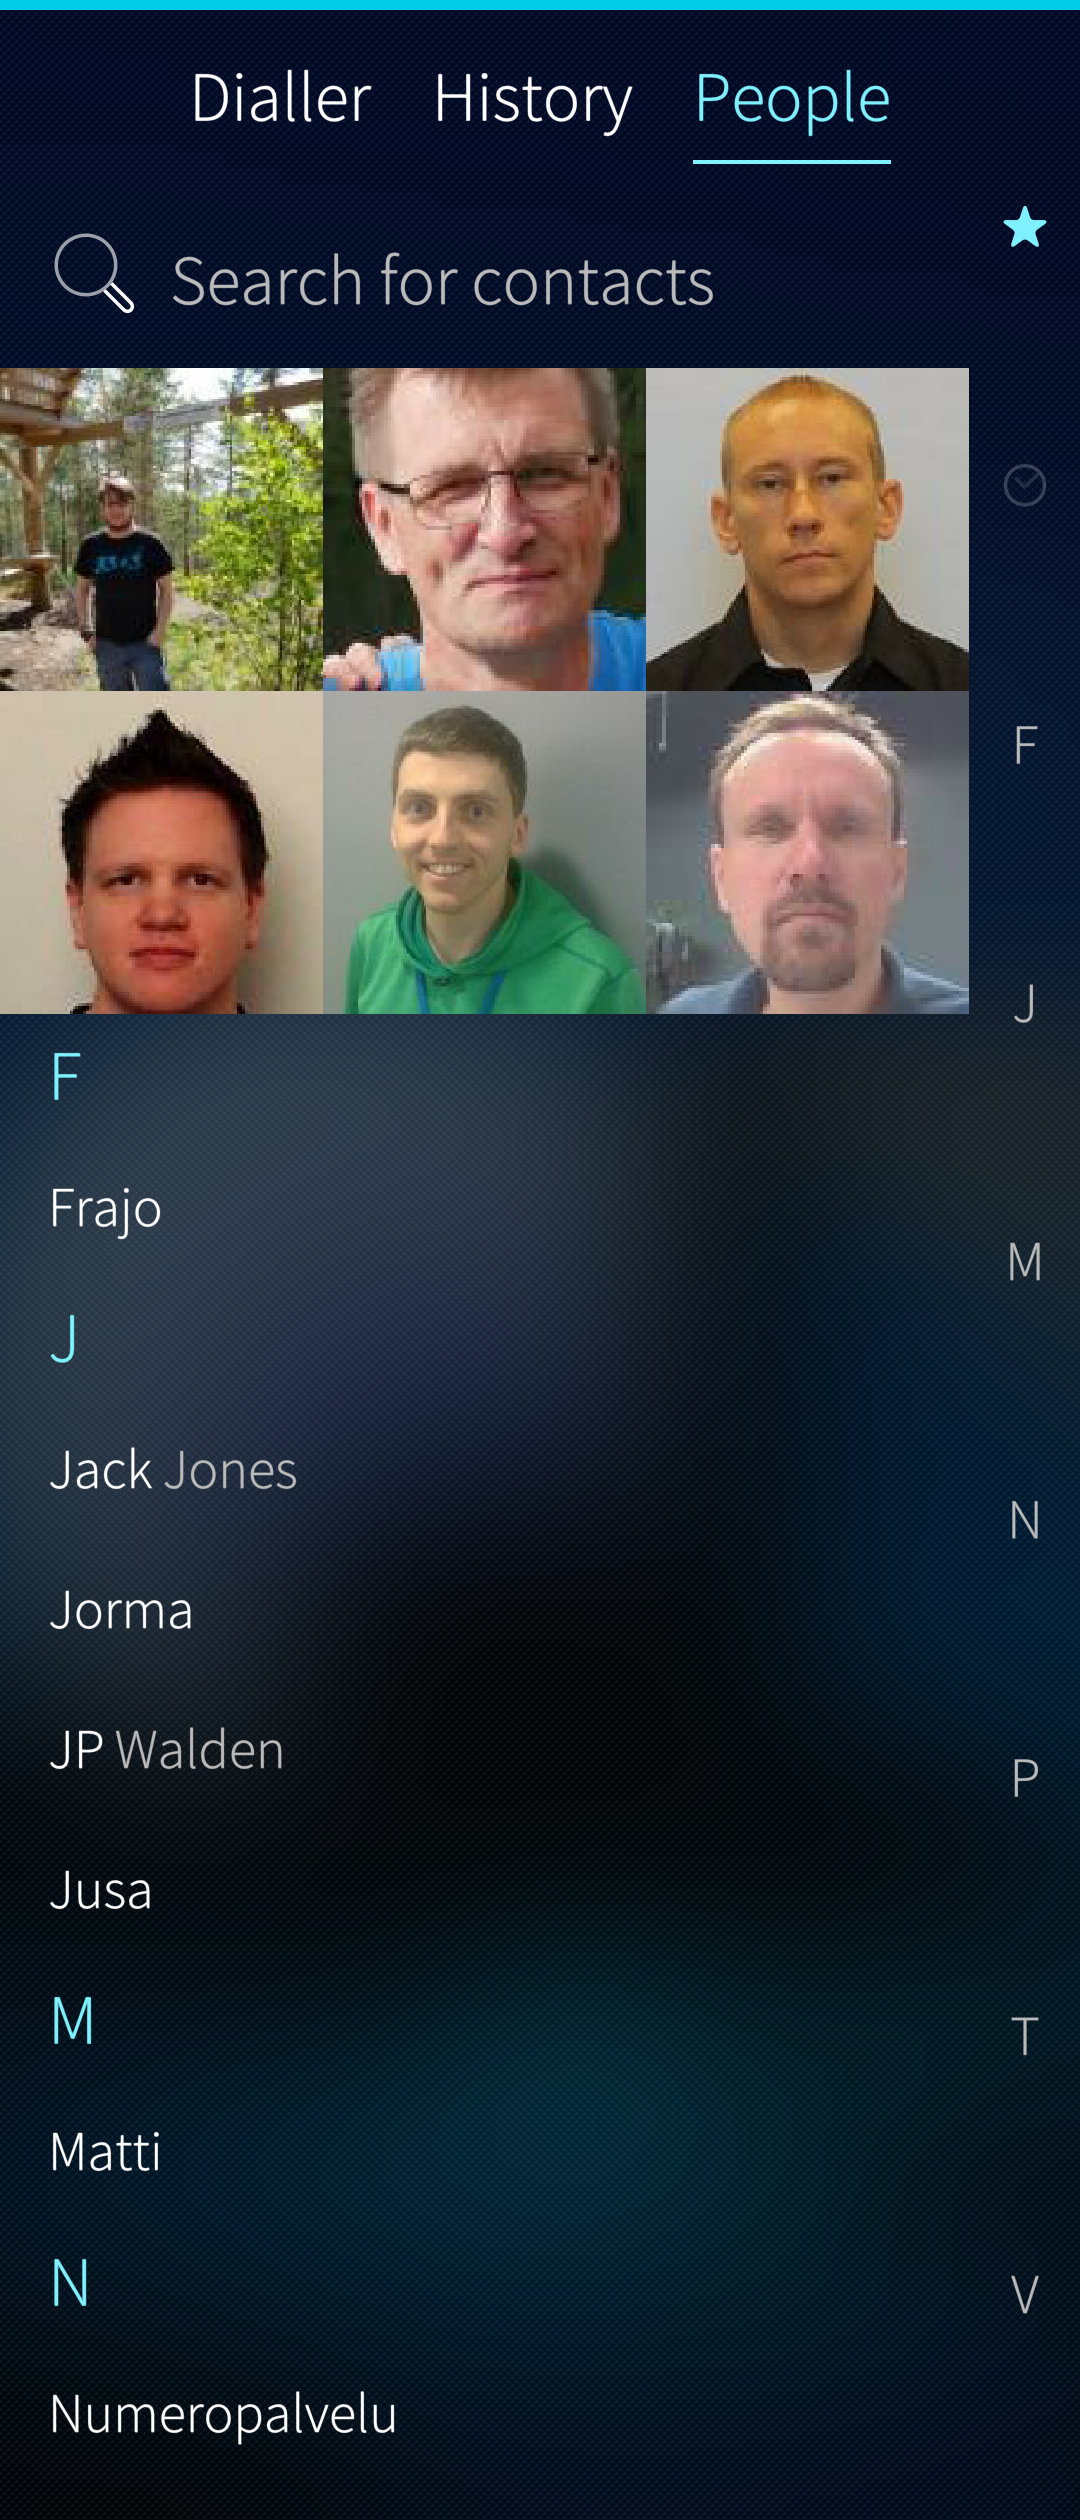 Dialler History People
Search for contacts
F
Frajo
J
Jack Jones
Jorma
JP Walden
Jusa
M
Matti
N
Numeropalvelu
F
J
M
N
P
T
V